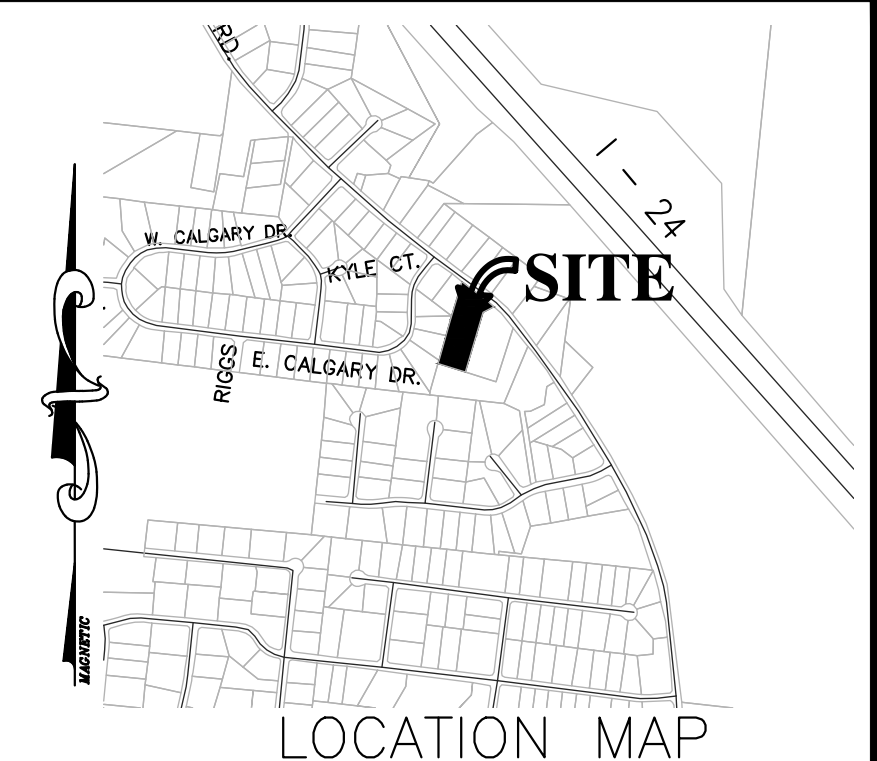 RD.
I - 24
W. CALGARY DR.
KYLE CT.
SITE
RIGGS
E. CALGARY DR.
MAGNETIC
LOCATION MAP